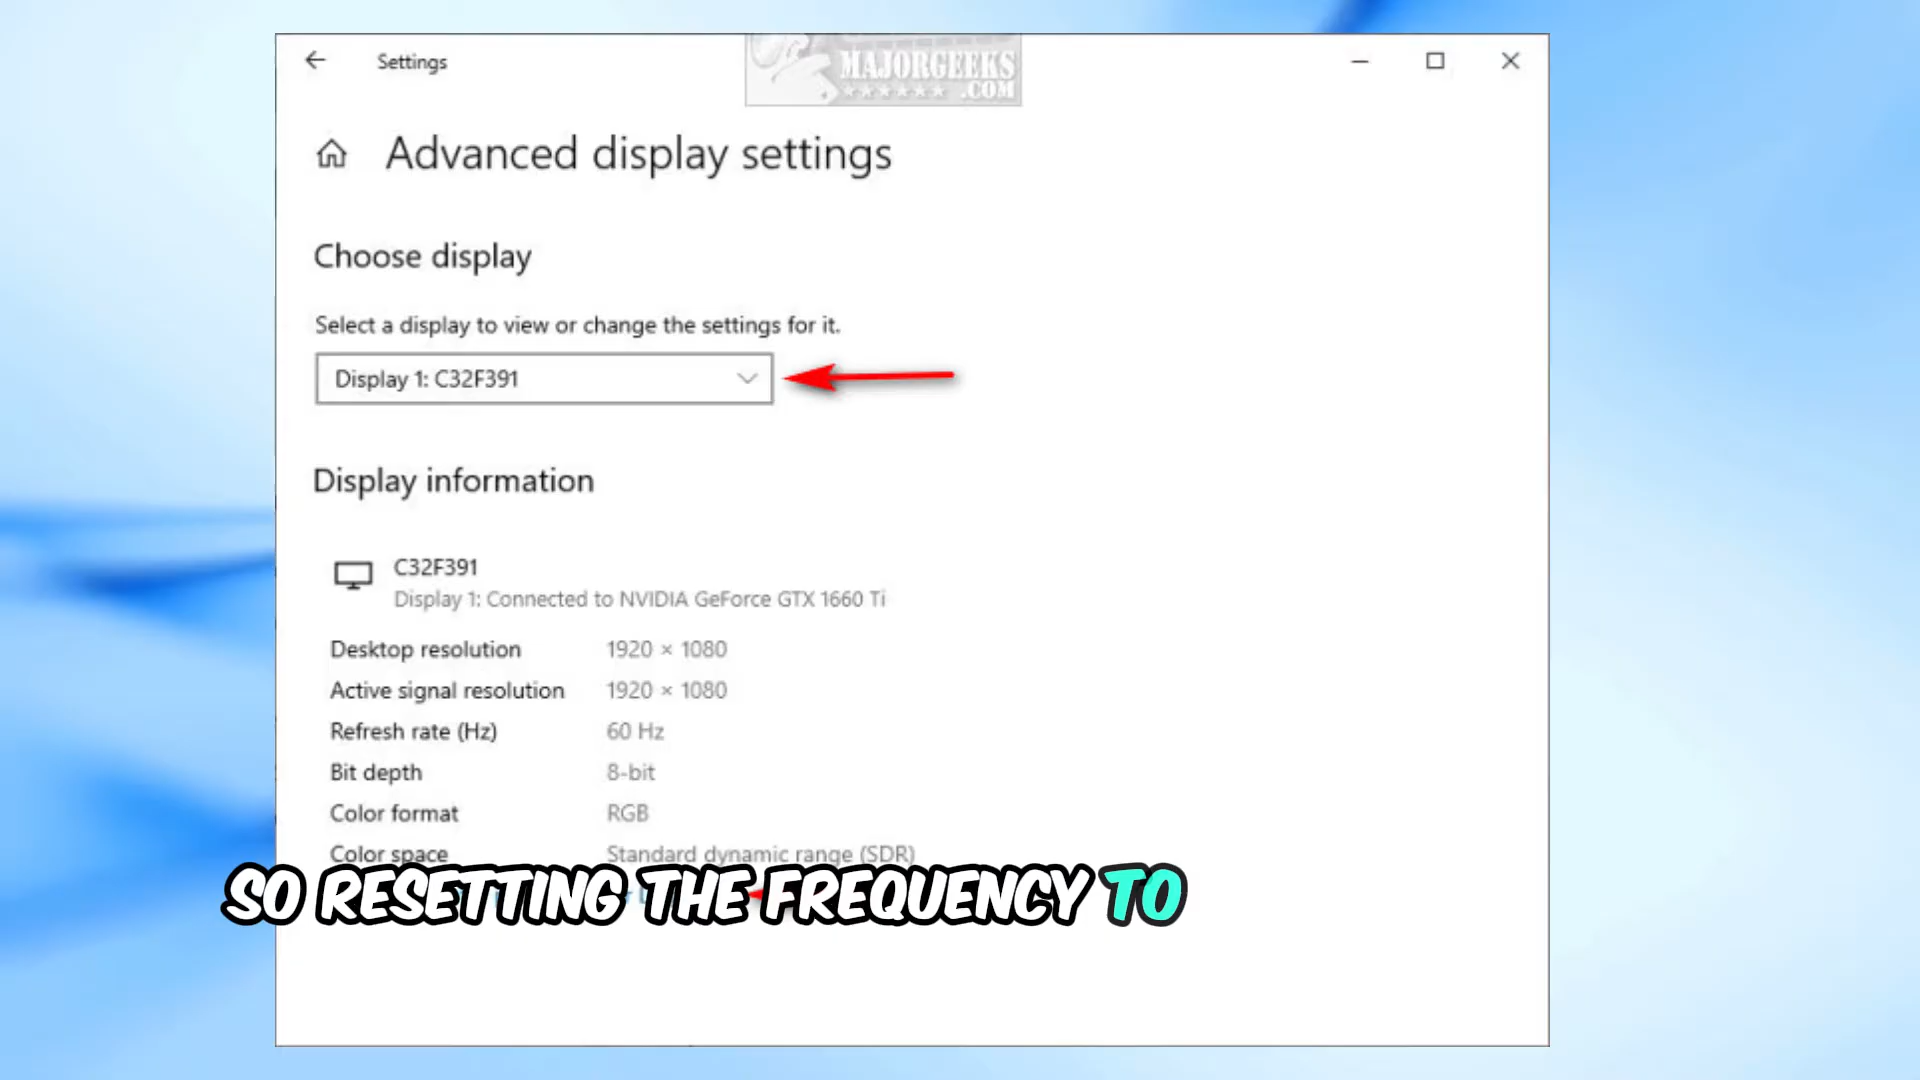 Settings
MAJORGEEKS
.COM
Advanced display settings
Choose display
Select a display to view or change the settings for it.
Display 1: C32F391
Display information
C32F391
Display 1: Connected to NVIDIA GeForce GTX 1660 Ti
Desktop resolution 1920 × 1080
Active signal resolution 1920 × 1080
Refresh rate (Hz) 60 Hz
Bit depth 8-bit
Color format RGB
Color space Standard dynamic range (SDR)
SO RESETTING THE FREQUENCY TO